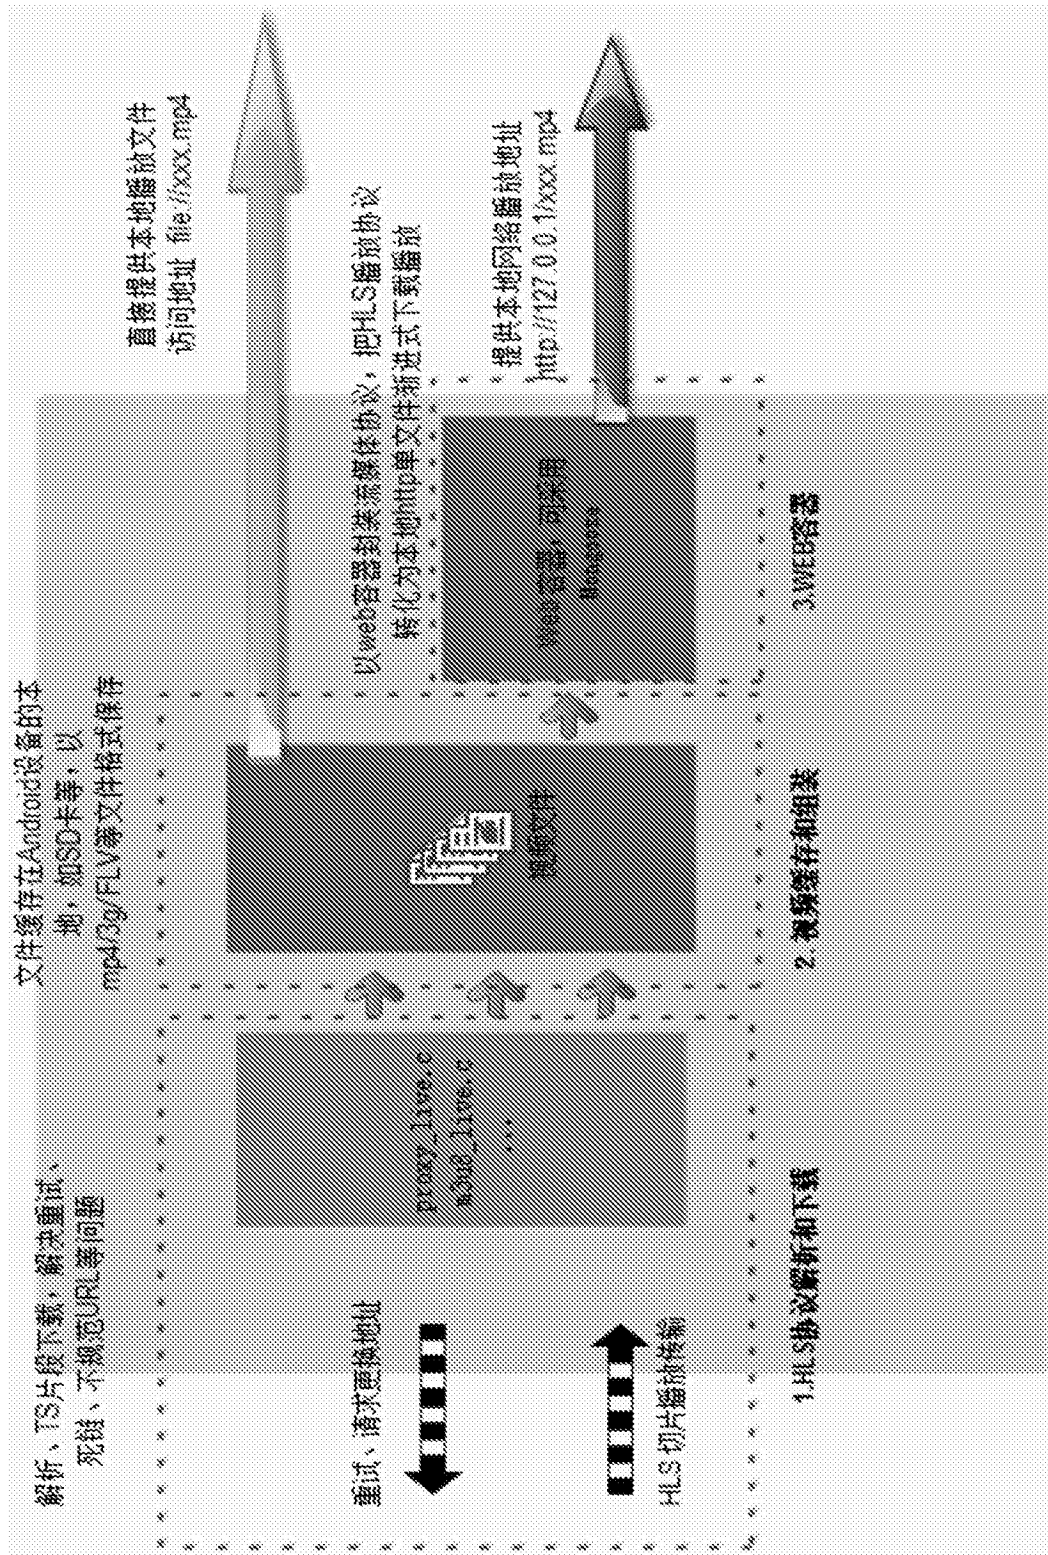 解析、TS片段下载，解决重试、
死链、不规范URL等问题
重试、请求更换地址
HLS 切片播放传输
proxy_live.c
m3u8_live.c
...
1.HLS协议解析和下载
文件缓存在Android设备的本
地，如SD卡等，以
mp4/3g/FLV等文件格式保存
视频文件
2. 视频缓存和组装
直接提供本地播放文件
访问地址 file://xxx.mp4
以web容器封装流媒体协议，把HLS播放协议
转化为本地http单文件渐进式下载播放
提供本地网络播放地址
http://127.0.0.1/xxx.mp4
Web容器，可采用
3.WEB容器